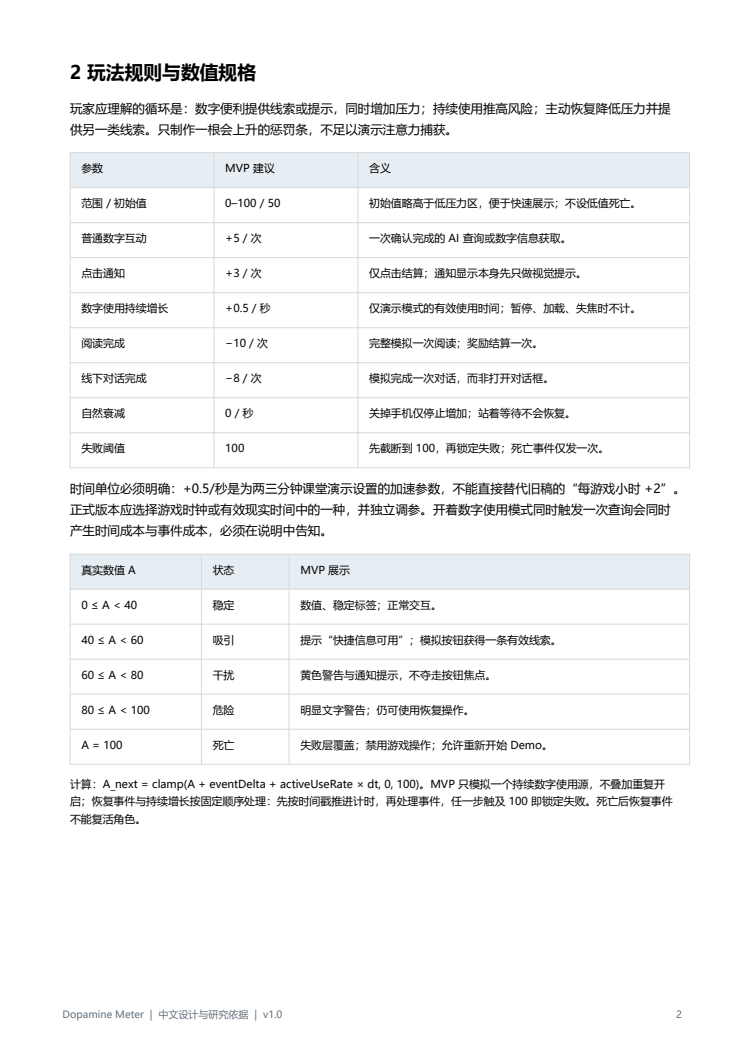 2 玩法规则与数值规格
玩家应理解的循环是：数字便利提供线索或提示，同时增加压力；持续使用推高风险；主动恢复降低压力并提
供另一类线索。只制作一根会上升的惩罚条，不足以演示注意力捕获。
参数 MVP 建议 含义
范围 / 初始值 0–100 / 50 初始值略高于低压力区，便于快速展示；不设低值死亡。
普通数字互动 +5 / 次 一次确认完成的 AI 查询或数字信息获取。
点击通知 +3 / 次 仅点击结算；通知显示本身先只做视觉提示。
数字使用持续增长 +0.5 / 秒 仅演示模式的有效使用时间；暂停、加载、失焦时不计。
阅读完成 −10 / 次 完整模拟一次阅读；奖励结算一次。
线下对话完成 −8 / 次 模拟完成一次对话，而非打开对话框。
自然衰减 0 / 秒 关掉手机仅停止增加；站着等待不会恢复。
失败阈值 100 先截断到 100，再锁定失败；死亡事件仅发一次。
时间单位必须明确：+0.5/秒是为两三分钟课堂演示设置的加速参数，不能直接替代旧稿的“每游戏小时 +2”。
正式版本应选择游戏时钟或有效现实时间中的一种，并独立调参。开着数字使用模式同时触发一次查询会同时
产生时间成本与事件成本，必须在说明中告知。
真实数值 A 状态 MVP 展示
0 ≤ A < 40 稳定 数值、稳定标签；正常交互。
40 ≤ A < 60 吸引 提示“快捷信息可用”；模拟按钮获得一条有效线索。
60 ≤ A < 80 干扰 黄色警告与通知提示，不夺走按钮焦点。
80 ≤ A < 100 危险 明显文字警告；仍可使用恢复操作。
A = 100 死亡 失败层覆盖；禁用游戏操作；允许重新开始 Demo。
计算：A_next = clamp(A + eventDelta + activeUseRate × dt, 0, 100)。MVP 只模拟一个持续数字使用源，不叠加重复开
启；恢复事件与持续增长按固定顺序处理：先按时间戳推进计时，再处理事件，任一步触及 100 即锁定失败。死亡后恢复事件
不能复活角色。
Dopamine Meter | 中文设计与研究依据 | v1.0 2